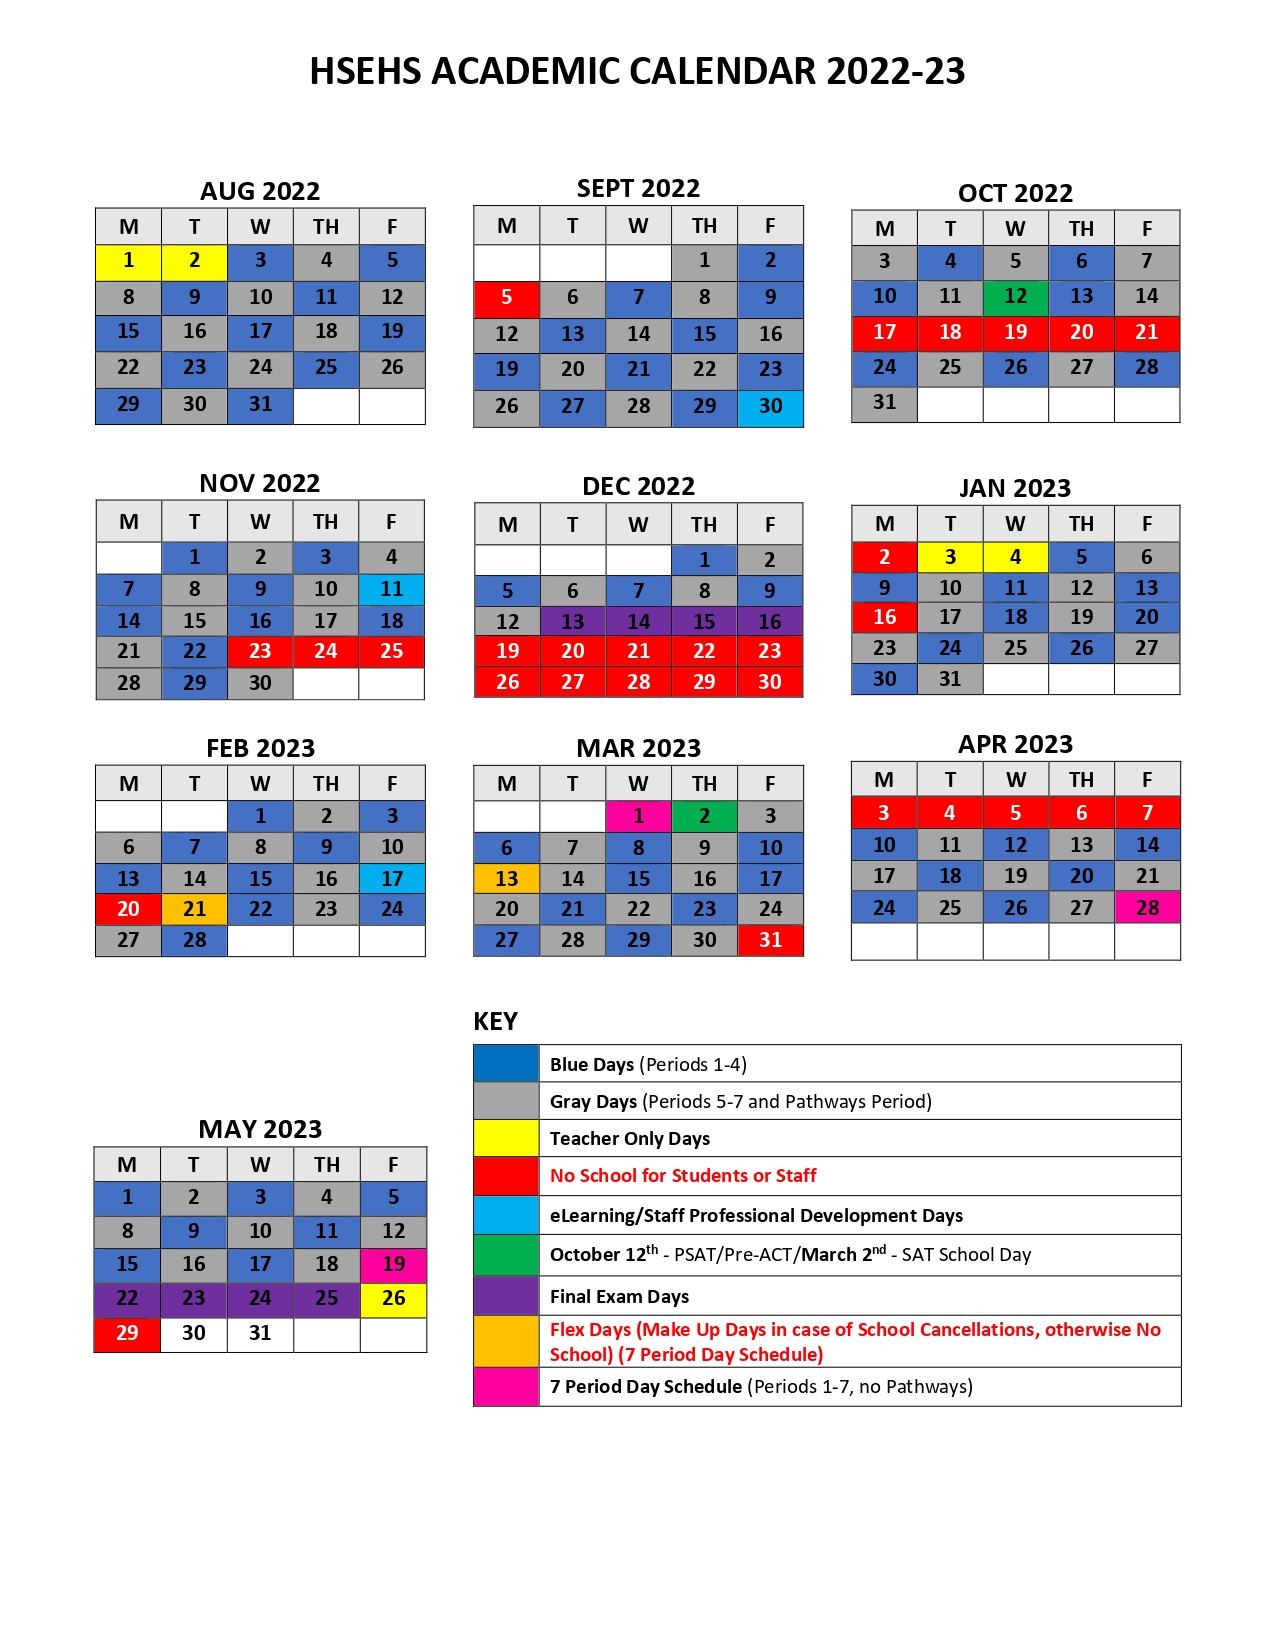 HSEHS ACADEMIC CALENDAR 2022-23
AUG 2022
M T W TH F
1 2 3 4 5
8 9 10 11 12
15 16 17 18 19
22 23 24 25 26
29 30 31
SEPT 2022
M T W TH F
1 2
5 6 7 8 9
12 13 14 15 16
19 20 21 22 23
26 27 28 29 30
OCT 2022
M T W TH F
3 4 5 6 7
10 11 12 13 14
17 18 19 20 21
24 25 26 27 28
31
NOV 2022
M T W TH F
1 2 3 4
7 8 9 10 11
14 15 16 17 18
21 22 23 24 25
28 29 30
DEC 2022
M T W TH F
1 2
5 6 7 8 9
12 13 14 15 16
19 20 21 22 23
26 27 28 29 30
JAN 2023
M T W TH F
2 3 4 5 6
9 10 11 12 13
16 17 18 19 20
23 24 25 26 27
30 31
FEB 2023
M T W TH F
1 2 3
6 7 8 9 10
13 14 15 16 17
20 21 22 23 24
27 28
MAR 2023
M T W TH F
1 2 3
6 7 8 9 10
13 14 15 16 17
20 21 22 23 24
27 28 29 30 31
APR 2023
M T W TH F
3 4 5 6 7
10 11 12 13 14
17 18 19 20 21
24 25 26 27 28
MAY 2023
M T W TH F
1 2 3 4 5
8 9 10 11 12
15 16 17 18 19
22 23 24 25 26
29 30 31
KEY
Blue Days (Periods 1-4)
Gray Days (Periods 5-7 and Pathways Period)
Teacher Only Days
No School for Students or Staff
eLearning/Staff Professional Development Days
October 12th - PSAT/Pre-ACT/March 2nd - SAT School Day
Final Exam Days
Flex Days (Make Up Days in case of School Cancellations, otherwise No
School) (7 Period Day Schedule)
7 Period Day Schedule (Periods 1-7, no Pathways)